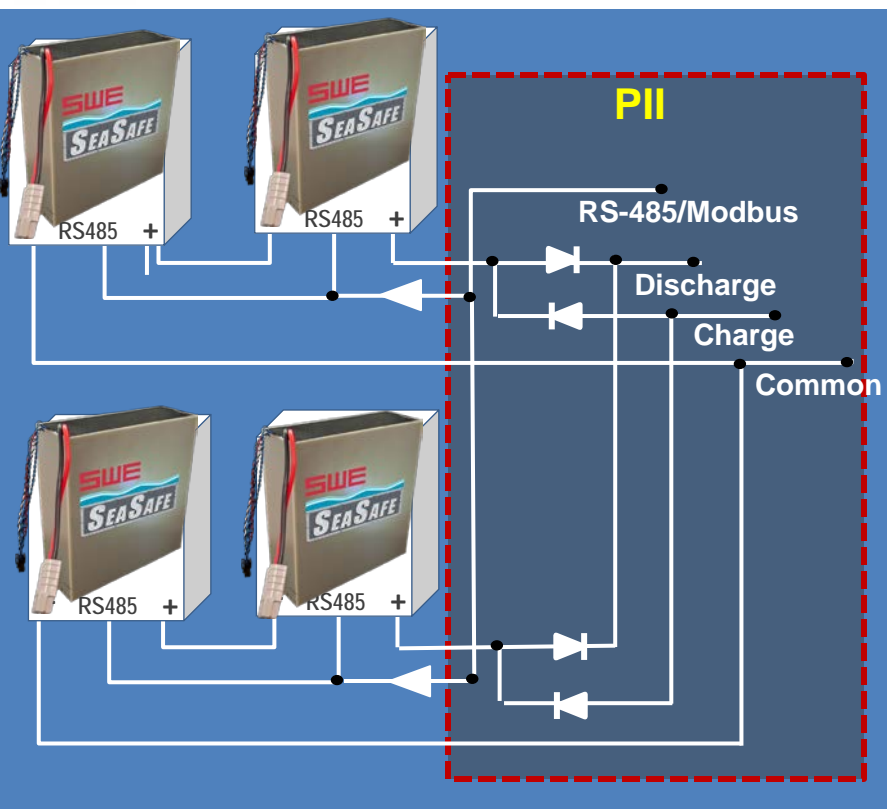 PII
SWE
SEASAFE
SWE
SEASAFE
RS-485/Modbus
RS485 +
RS485 +
Discharge
Charge
Common
SWE
SEASAFE
SWE
SEASAFE
RS485 +
RS485 +